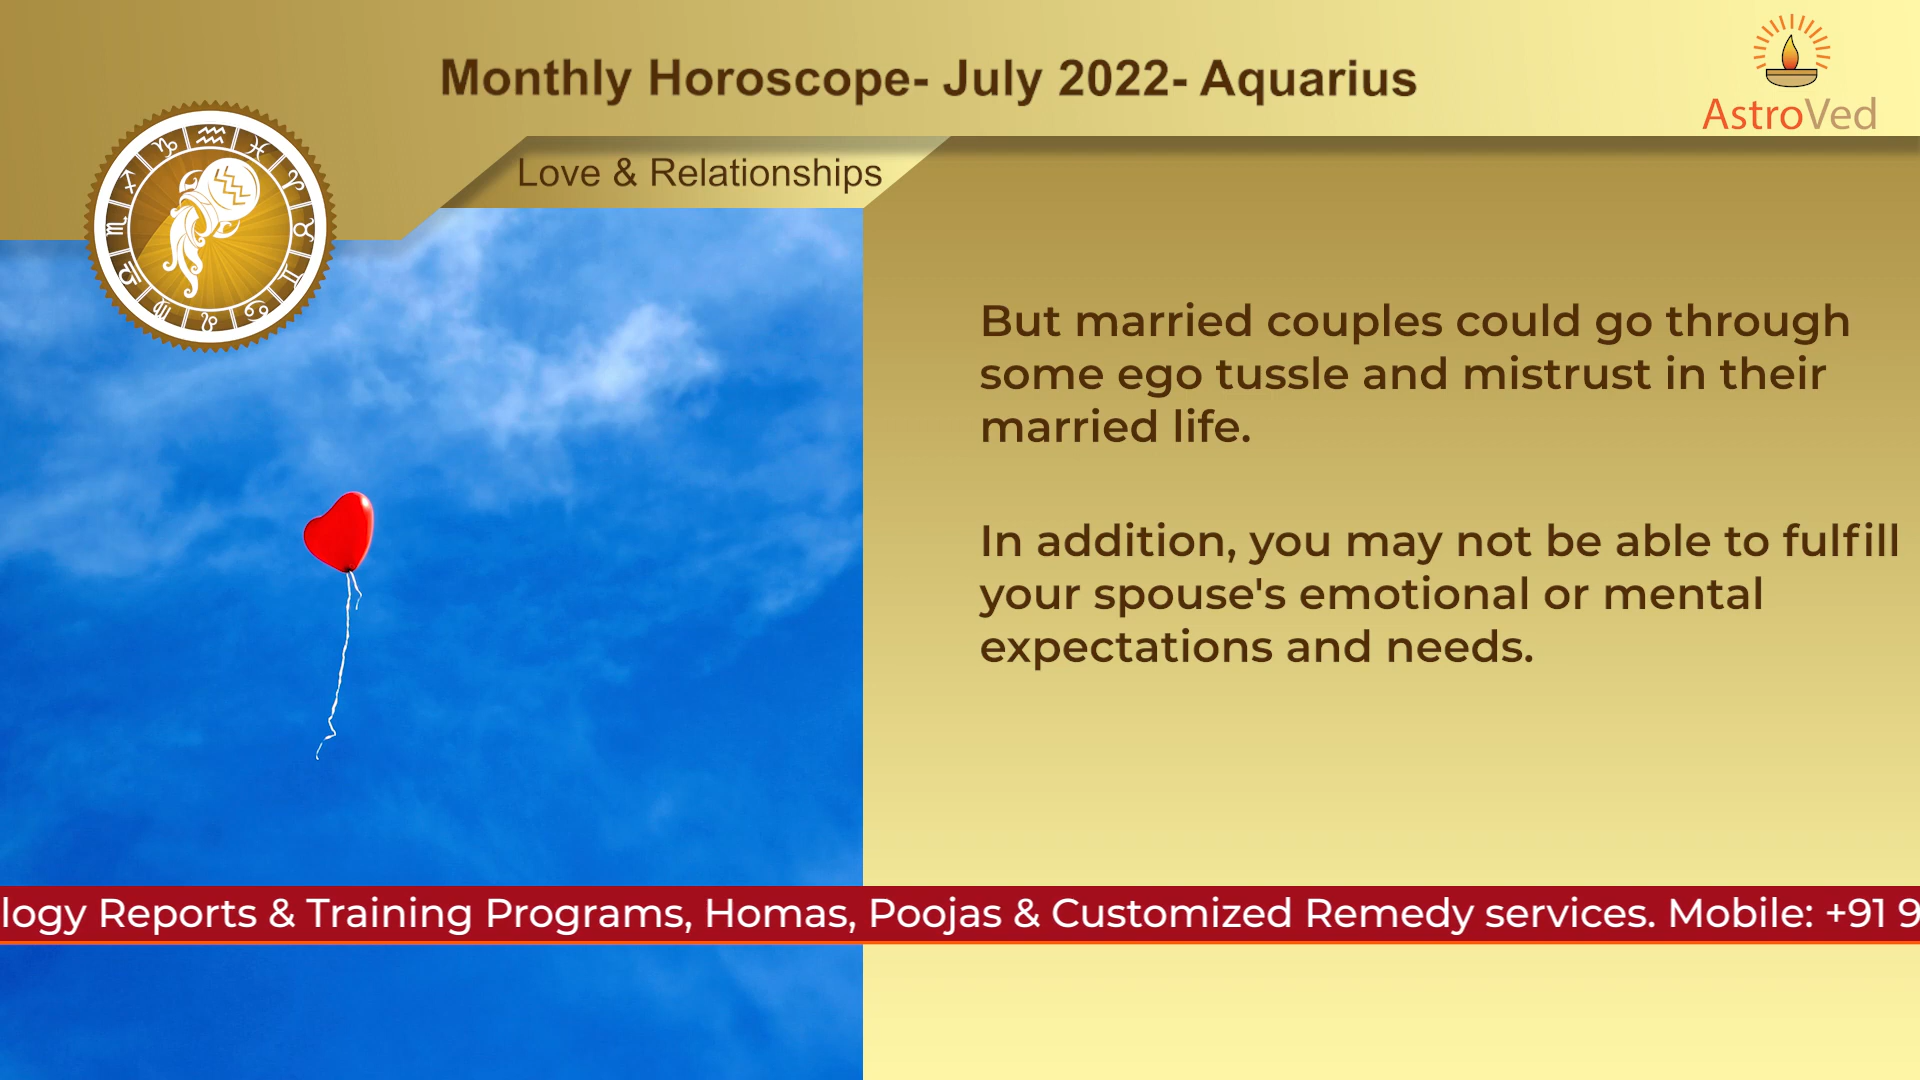 Monthly Horoscope- July 2022- Aquarius
AstroVed
Love & Relationships
But married couples could go through
some ego tussle and mistrust in their
married life.
In addition, you may not be able to fulfill
your spouse's emotional or mental
expectations and needs.
logy Reports & Training Programs, Homas, Poojas & Customized Remedy services. Mobile: +91 9